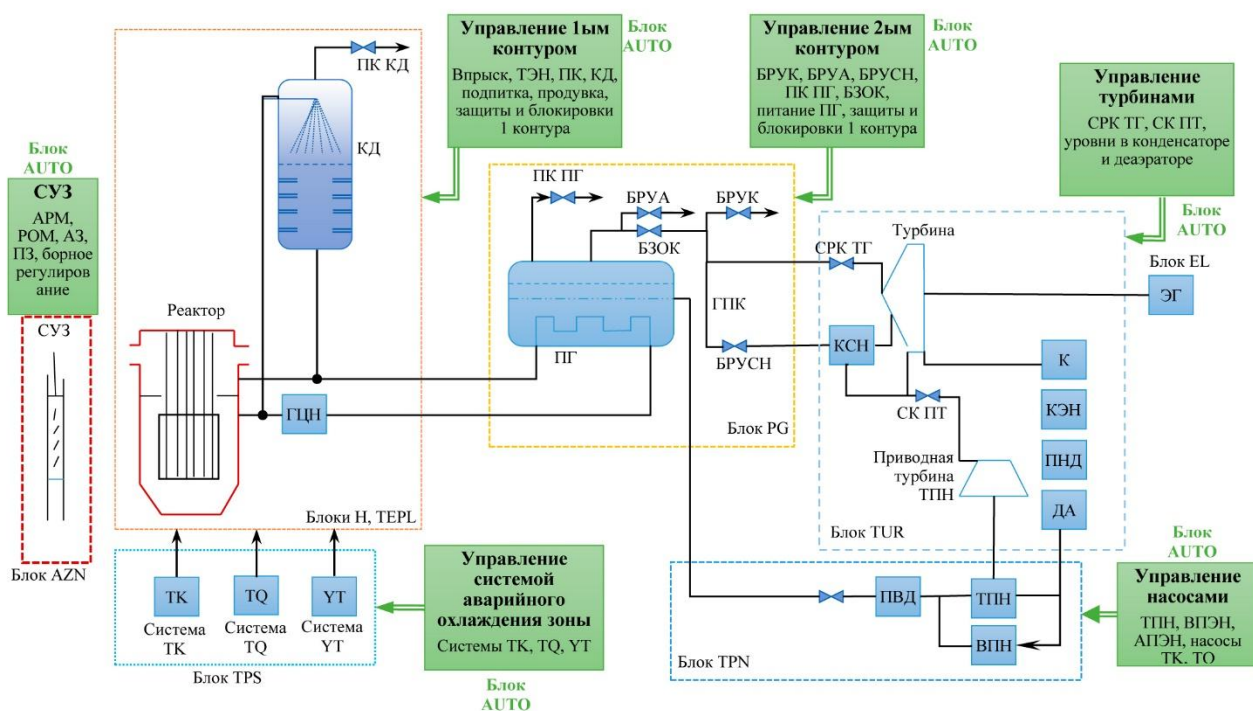 Управление 1ым
контуром
Впрыск, ТЭН, ПК, КД,
подпитка, продувка,
защиты и блокировки
1 контура
Блок
AUTO
Управление 2ым
контуром
БРУК, БРУА, БРУСН,
ПК ПГ, БЗОК,
питание ПГ, защиты и
блокировки 1 контура
Блок
AUTO
Управление
турбинами
СРК ТГ, СК ПТ,
уровни в конденсаторе
и деаэраторе
Блок
AUTO
Блок
AUTO
СУЗ
АРМ,
РОМ, АЗ,
ПЗ, борное
регулиров
ание
СУЗ
Блок AZN
ПК КД
КД
Реактор
ГЦН
Блоки H, TEPL
ПК ПГ
БРУА
БЗОК
БРУК
ГПК
БРУСН
ПГ
Блок PG
Турбина
СРК ТГ
КСН
СК ПТ
Приводная
турбина
ТПН
К
КЭН
ПНД
ДА
Блок TUR
Блок EL
ЭГ
TK
TQ
YT
Система
TK
Система
TQ
Система
YT
Блок TPS
Управление
системой
аварийного
охлаждения зоны
Системы TK, TQ, YT
Блок
AUTO
ПВД
ТПН
ВПН
Блок TPN
Блок
AUTO
Управление
насосами
ТПН, ВПЭН,
АПЭН, насосы
TK, TQ